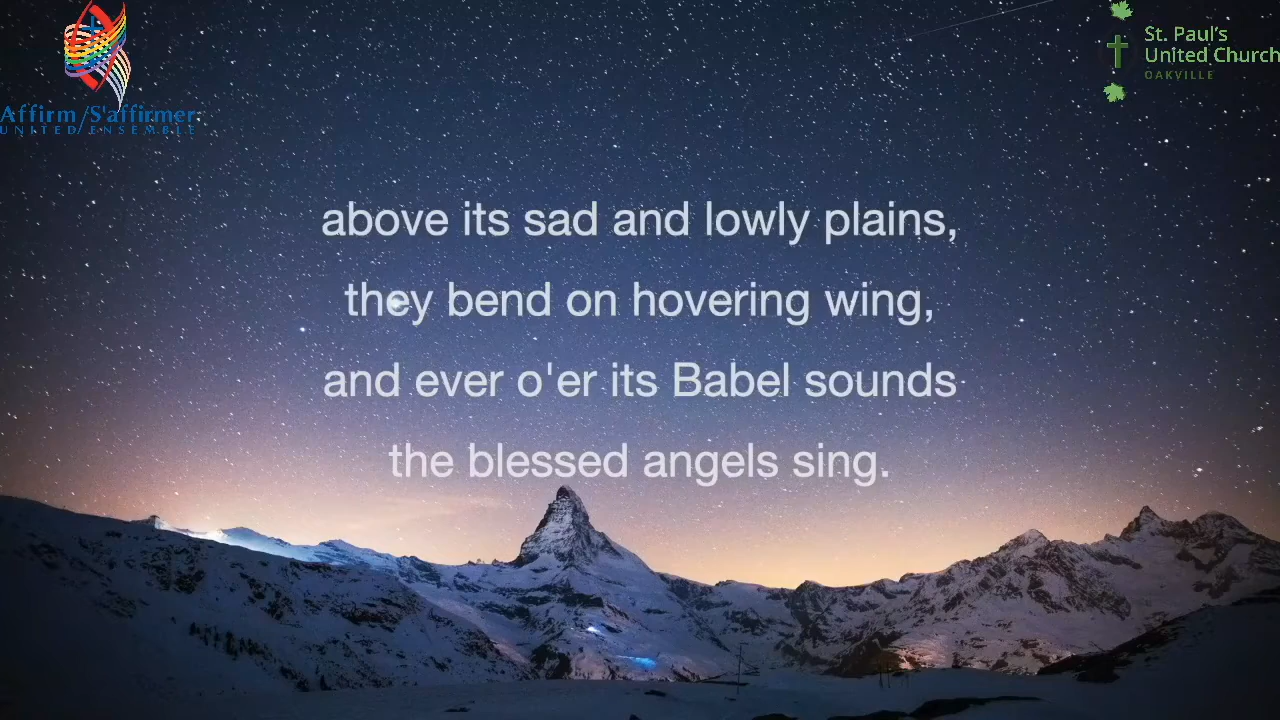 Affirm/S'affirmer
UNITED/ENSEMBLE
St. Paul's
United Church
OAKVILLE
above its sad and lowly plains,
they bend on hovering wing,
and ever o'er its Babel sounds
the blessed angels sing.